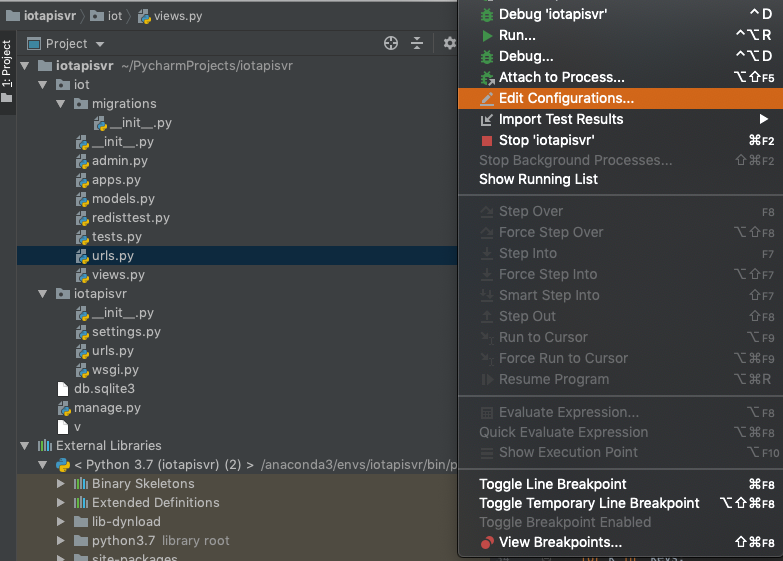 iotapisvr
iot
views.py
1: Project
Project
iotapisvr ~/PycharmProjects/iotapisvr
iot
migrations
__init__.py
__init__.py
admin.py
apps.py
models.py
redisttest.py
tests.py
urls.py
views.py
iotapisvr
__init__.py
settings.py
urls.py
wsgi.py
db.sqlite3
manage.py
v
External Libraries
< Python 3.7 (iotapisvr) (2) > /anaconda3/envs/iotapisvr/bin/p
Binary Skeletons
Extended Definitions
lib-dynload
python3.7 library root
site-packages
Debug 'iotapisvr' ⌃D
Run... ⌃⌥R
Debug... ⌃⌥D
Attach to Process... ⌥⇧F5
Edit Configurations...
Import Test Results
Stop 'iotapisvr' ⌘F2
Stop Background Processes... ⇧⌘F2
Show Running List
Step Over F8
Force Step Over ⌥⇧F8
Step Into F7
Force Step Into ⌥⇧F7
Smart Step Into ⇧F7
Step Out ⇧F8
Run to Cursor ⌥F9
Force Run to Cursor ⌥⌘F9
Resume Program ⌥⌘R
Evaluate Expression... ⌥F8
Quick Evaluate Expression ⌥⌘F8
Show Execution Point ⌥F10
Toggle Line Breakpoint ⌘F8
Toggle Temporary Line Breakpoint ⌥⇧⌘F8
Toggle Breakpoint Enabled
View Breakpoints... ⇧⌘F8